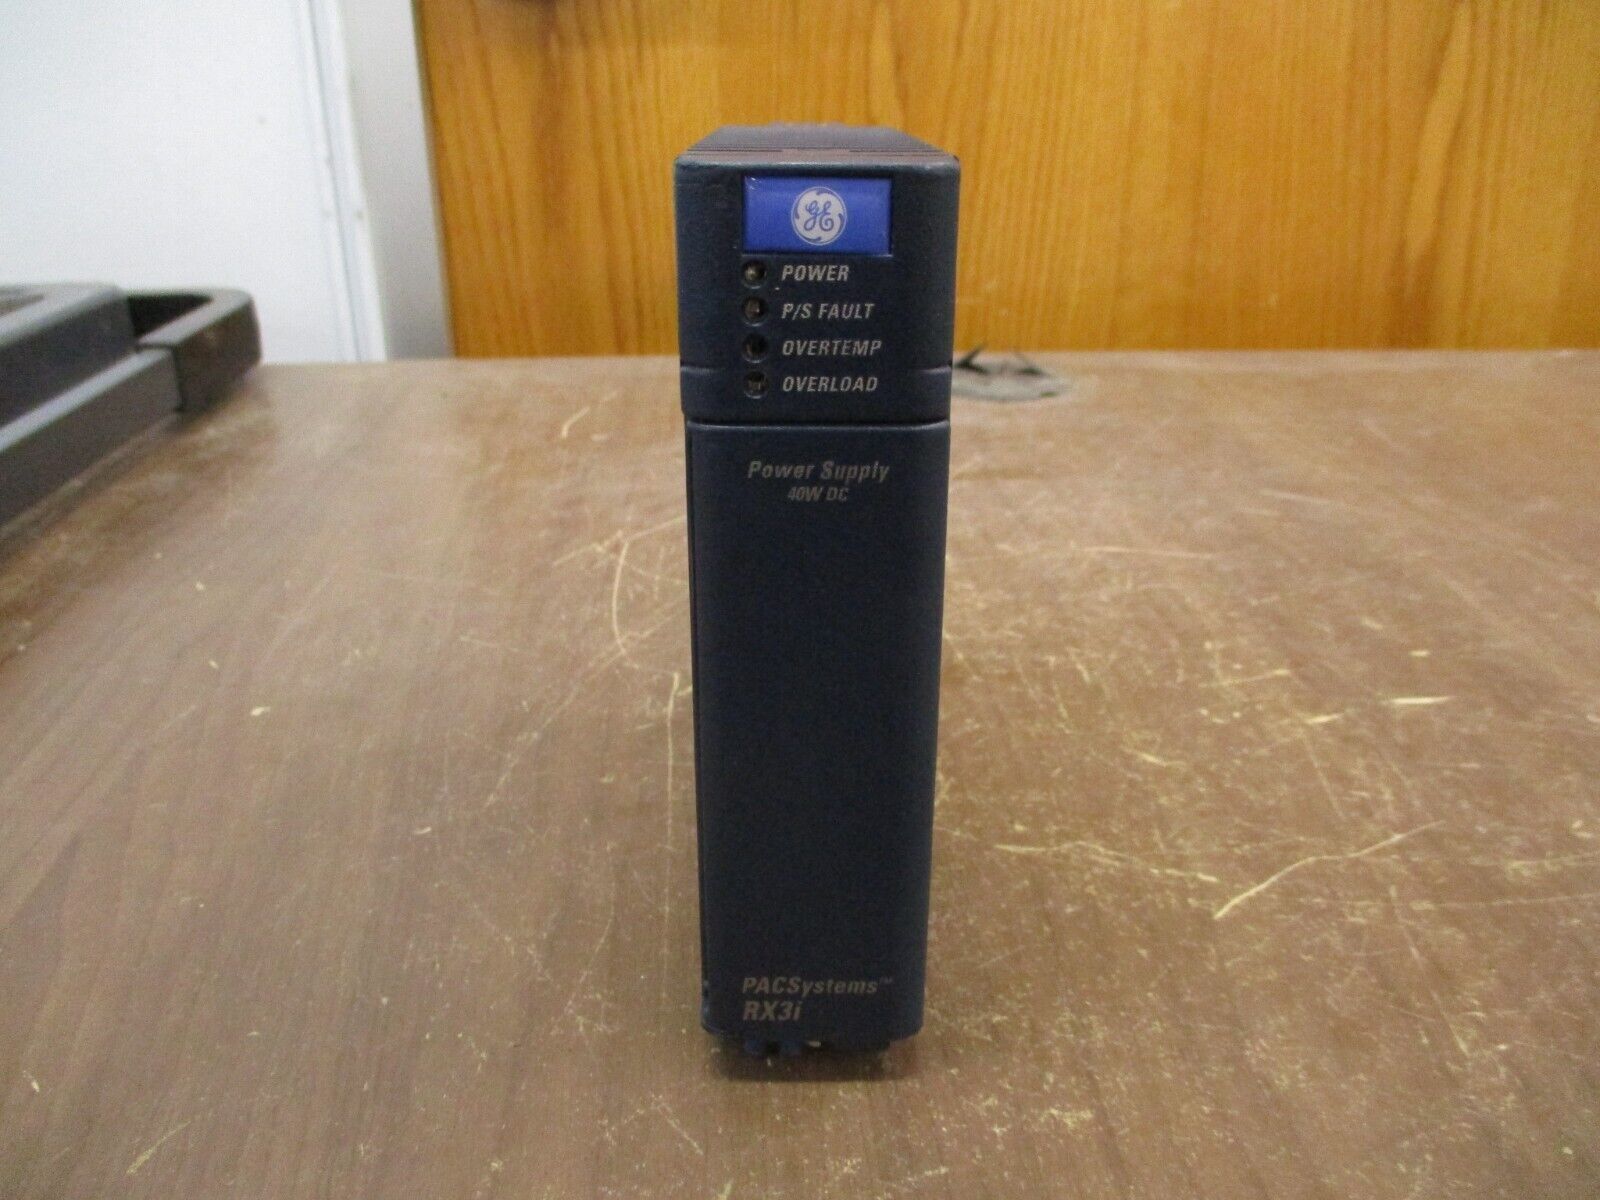 GE
POWER
P/S FAULT
OVERTEMP
OVERLOAD
Power Supply
40W DC
PACSystems™
RX3i